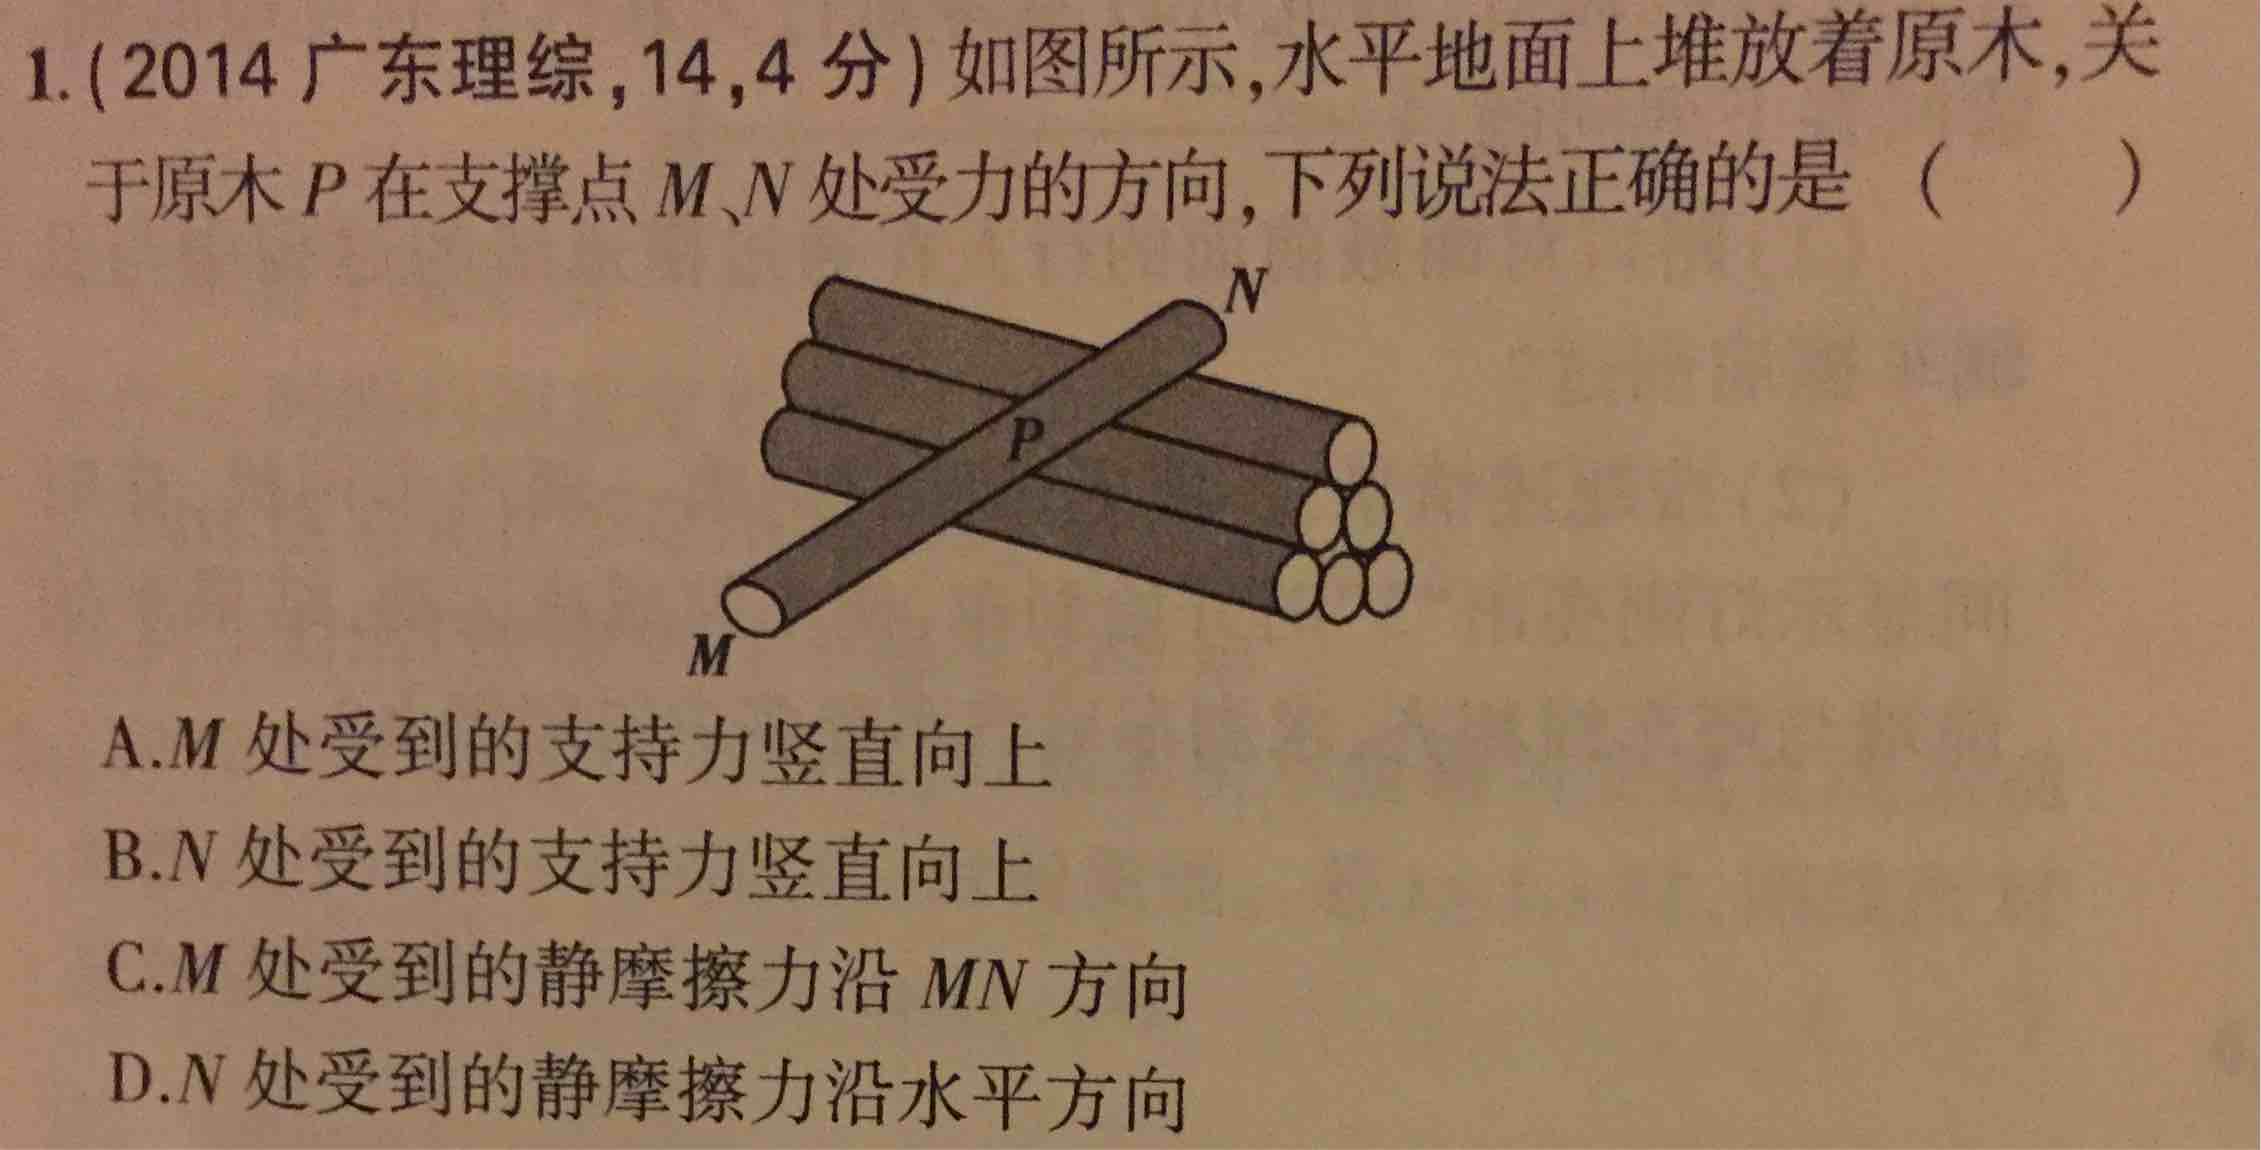 1.(2014 广东理综,14,4 分)如图所示,水平地面上堆放着原木,关
于原木 P 在支撑点 M、N 处受力的方向,下列说法正确的是 (    )
N
P
M
A.M 处受到的支持力竖直向上
B.N 处受到的支持力竖直向上
C.M 处受到的静摩擦力沿 MN 方向
D.N 处受到的静摩擦力沿水平方向